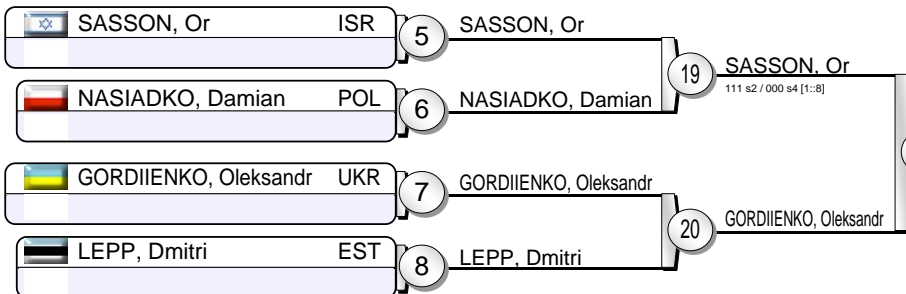 SASSON, Or ISR
5
SASSON, Or
NASIADKO, Damian POL
6
NASIADKO, Damian
19
SASSON, Or
111 s2 / 000 s4 [1::8]
GORDIIENKO, Oleksandr UKR
7
GORDIIENKO, Oleksandr
LEPP, Dmitri EST
8
LEPP, Dmitri
20
GORDIIENKO, Oleksandr